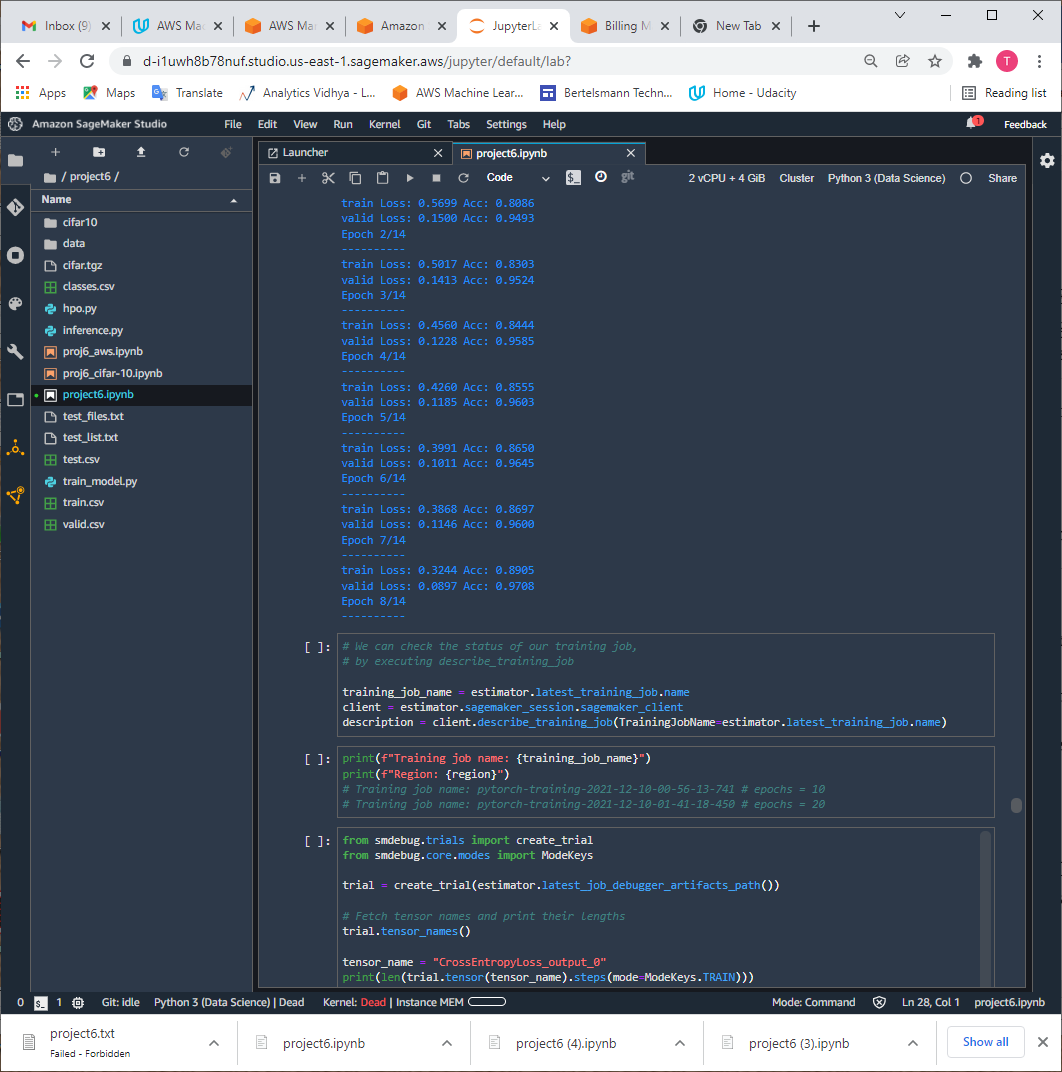 Inbox (9)
AWS Mac
AWS Mar
Amazon
JupyterLa
Billing M
New Tab
d-i1uwh8b78nuf.studio.us-east-1.sagemaker.aws/jupyter/default/lab?
T
Apps
Maps
Translate
Analytics Vidhya - L...
AWS Machine Lear...
Bertelsmann Techn...
Home - Udacity
Reading list
Amazon SageMaker Studio
File Edit View Run Kernel Git Tabs Settings Help
1
Feedback
/ project6 /
Name
cifar10
data
cifar.tgz
classes.csv
hpo.py
inference.py
proj6_aws.ipynb
proj6_cifar-10.ipynb
project6.ipynb
test_files.txt
test_list.txt
test.csv
train_model.py
train.csv
valid.csv
Launcher
project6.ipynb
Code
git
2 vCPU + 4 GiB Cluster Python 3 (Data Science) Share
train Loss: 0.5699 Acc: 0.8086
valid Loss: 0.1500 Acc: 0.9493
Epoch 2/14
----------
train Loss: 0.5017 Acc: 0.8303
valid Loss: 0.1413 Acc: 0.9524
Epoch 3/14
----------
train Loss: 0.4560 Acc: 0.8444
valid Loss: 0.1228 Acc: 0.9585
Epoch 4/14
----------
train Loss: 0.4260 Acc: 0.8555
valid Loss: 0.1185 Acc: 0.9603
Epoch 5/14
----------
train Loss: 0.3991 Acc: 0.8650
valid Loss: 0.1011 Acc: 0.9645
Epoch 6/14
----------
train Loss: 0.3868 Acc: 0.8697
valid Loss: 0.1146 Acc: 0.9600
Epoch 7/14
----------
train Loss: 0.3244 Acc: 0.8905
valid Loss: 0.0897 Acc: 0.9708
Epoch 8/14
----------
[ ]:
# We can check the status of our training job,
# by executing describe_training_job
training_job_name = estimator.latest_training_job.name
client = estimator.sagemaker_session.sagemaker_client
description = client.describe_training_job(TrainingJobName=estimator.latest_training_job.name)
[ ]:
print(f"Training job name: {training_job_name}")
print(f"Region: {region}")
# Training job name: pytorch-training-2021-12-10-00-56-13-741 # epochs = 10
# Training job name: pytorch-training-2021-12-10-01-41-18-450 # epochs = 20
[ ]:
from smdebug.trials import create_trial
from smdebug.core.modes import ModeKeys
trial = create_trial(estimator.latest_job_debugger_artifacts_path())
# Fetch tensor names and print their lengths
trial.tensor_names()
tensor_name = "CrossEntropyLoss_output_0"
print(len(trial.tensor(tensor_name).steps(mode=ModeKeys.TRAIN)))
0 $_ 1 Git: idle Python 3 (Data Science) | Dead Kernel: Dead | Instance MEM Mode: Command Ln 28, Col 1 project6.ipynb
project6.txt
Failed - Forbidden
project6.ipynb
project6 (4).ipynb
project6 (3).ipynb
Show all